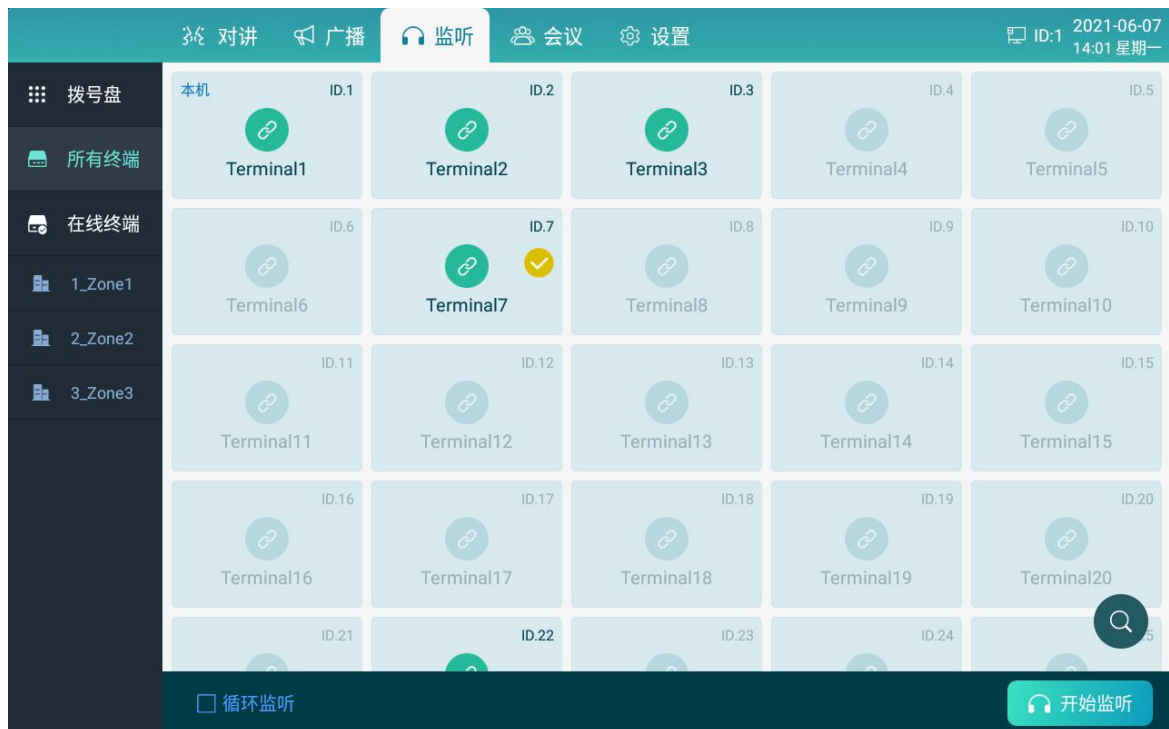 对讲 广播 监听 会议 设置 ID:1 2021-06-07
14:01 星期一
拨号盘
所有终端
在线终端
1_Zone1
2_Zone2
3_Zone3
本机 ID.1 ID.2 ID.3 ID.4 ID.5
Terminal1 Terminal2 Terminal3 Terminal4 Terminal5
ID.6 ID.7 ID.8 ID.9 ID.10
Terminal6 Terminal7 Terminal8 Terminal9 Terminal10
ID.11 ID.12 ID.13 ID.14 ID.15
Terminal11 Terminal12 Terminal13 Terminal14 Terminal15
ID.16 ID.17 ID.18 ID.19 ID.20
Terminal16 Terminal17 Terminal18 Terminal19 Terminal20
ID.21 ID.22 ID.23 ID.24
循环监听 开始监听